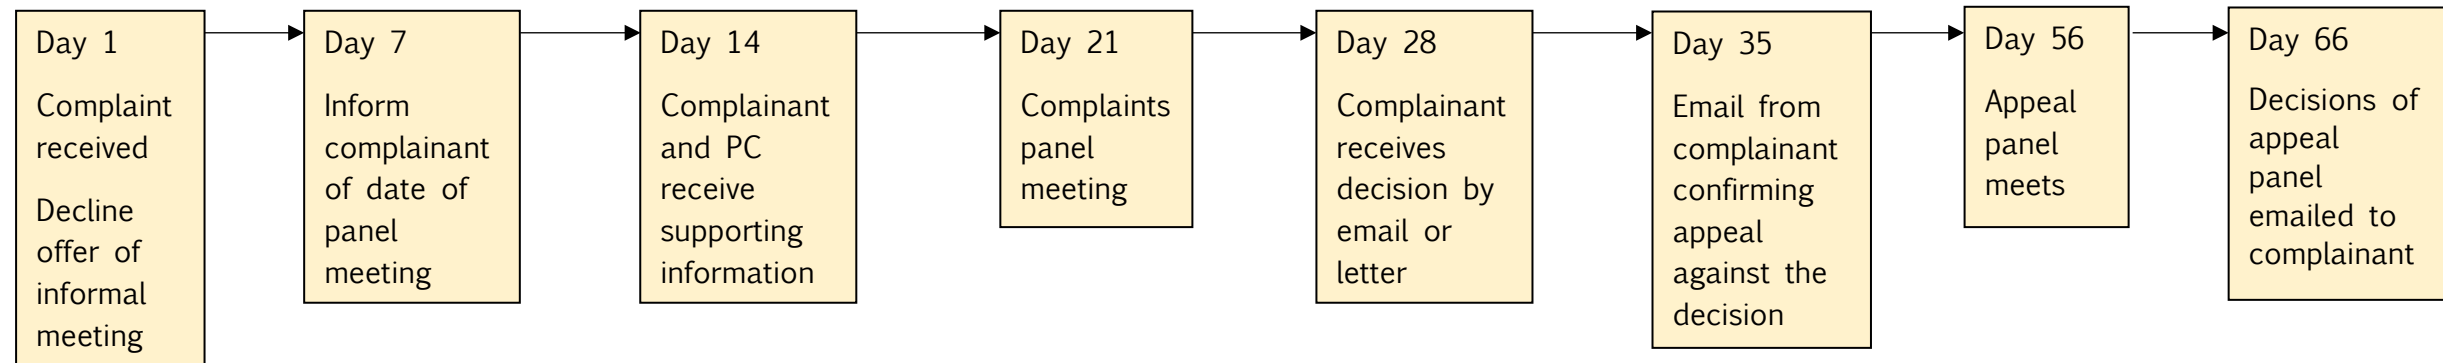 Day 1
Complaint
received
Decline
offer of
informal
meeting
Day 7
Inform
complainant
of date of
panel
meeting
Day 14
Complainant
and PC
receive
supporting
information
Day 21
Complaints
panel
meeting
Day 28
Complainant
receives
decision by
email or
letter
Day 35
Email from
complainant
confirming
appeal
against the
decision
Day 56
Appeal
panel
meets
Day 66
Decisions of
appeal
panel
emailed to
complainant